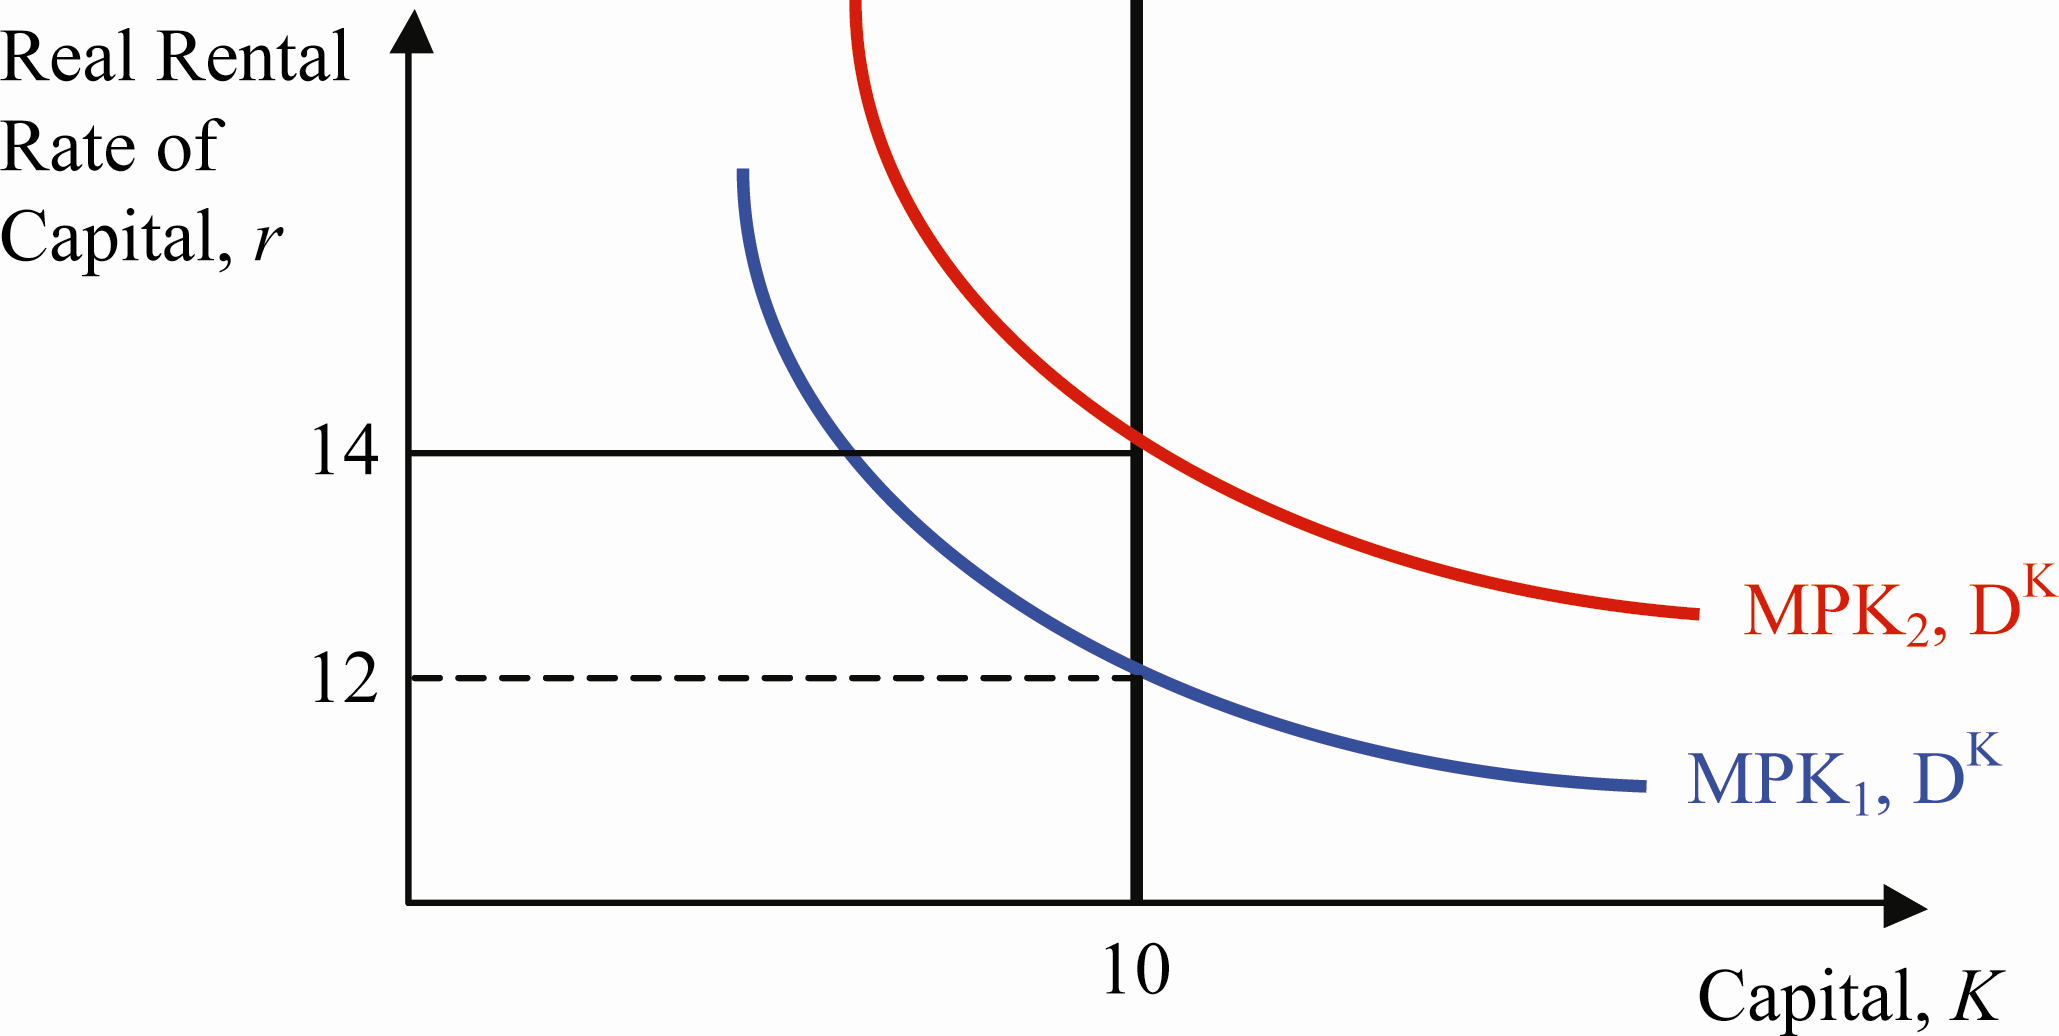 Real Rental
Rate of
Capital, r
14
12
MPK₂, Dᴷ
MPK₁, Dᴷ
10
Capital, K